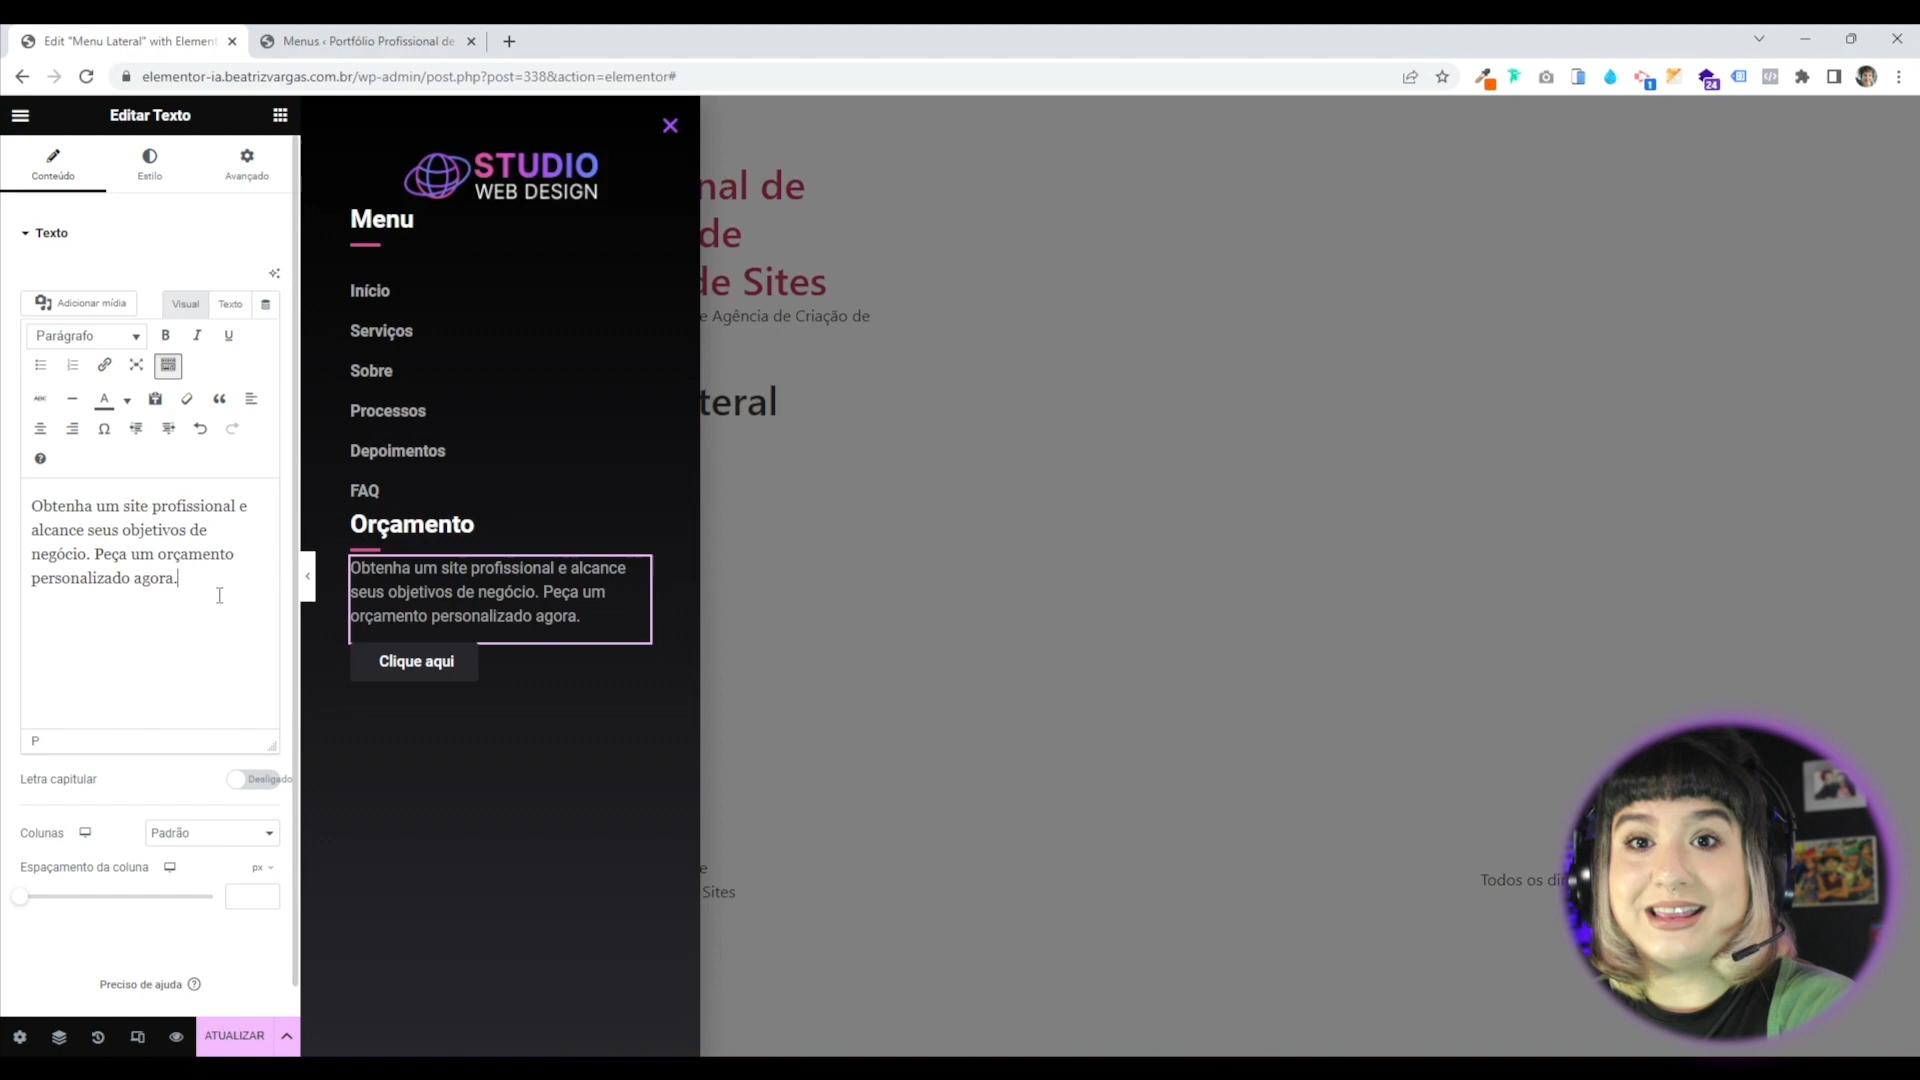 Edit "Menu Lateral" with Element
Menus ‹ Portfólio Profissional de
elementor-ia.beatrizvargas.com.br/wp-admin/post.php?post=338&action=elementor#
1
24
Editar Texto
Conteúdo
Estilo
Avançado
Texto
Adicionar mídia
Visual
Texto
Parágrafo
B I U
ABC
A
Ω
Obtenha um site profissional e
alcance seus objetivos de
negócio. Peça um orçamento
personalizado agora.
P
Letra capitular
Desligado
Colunas
Padrão
Espaçamento da coluna
px
Preciso de ajuda
ATUALIZAR
STUDIO
WEB DESIGN
Menu
Início
Serviços
Sobre
Processos
Depoimentos
FAQ
Orçamento
Obtenha um site profissional e alcance
seus objetivos de negócio. Peça um
orçamento personalizado agora.
Clique aqui
nal de
de
de Sites
e Agência de Criação de
teral
e
Sites
Todos os dir